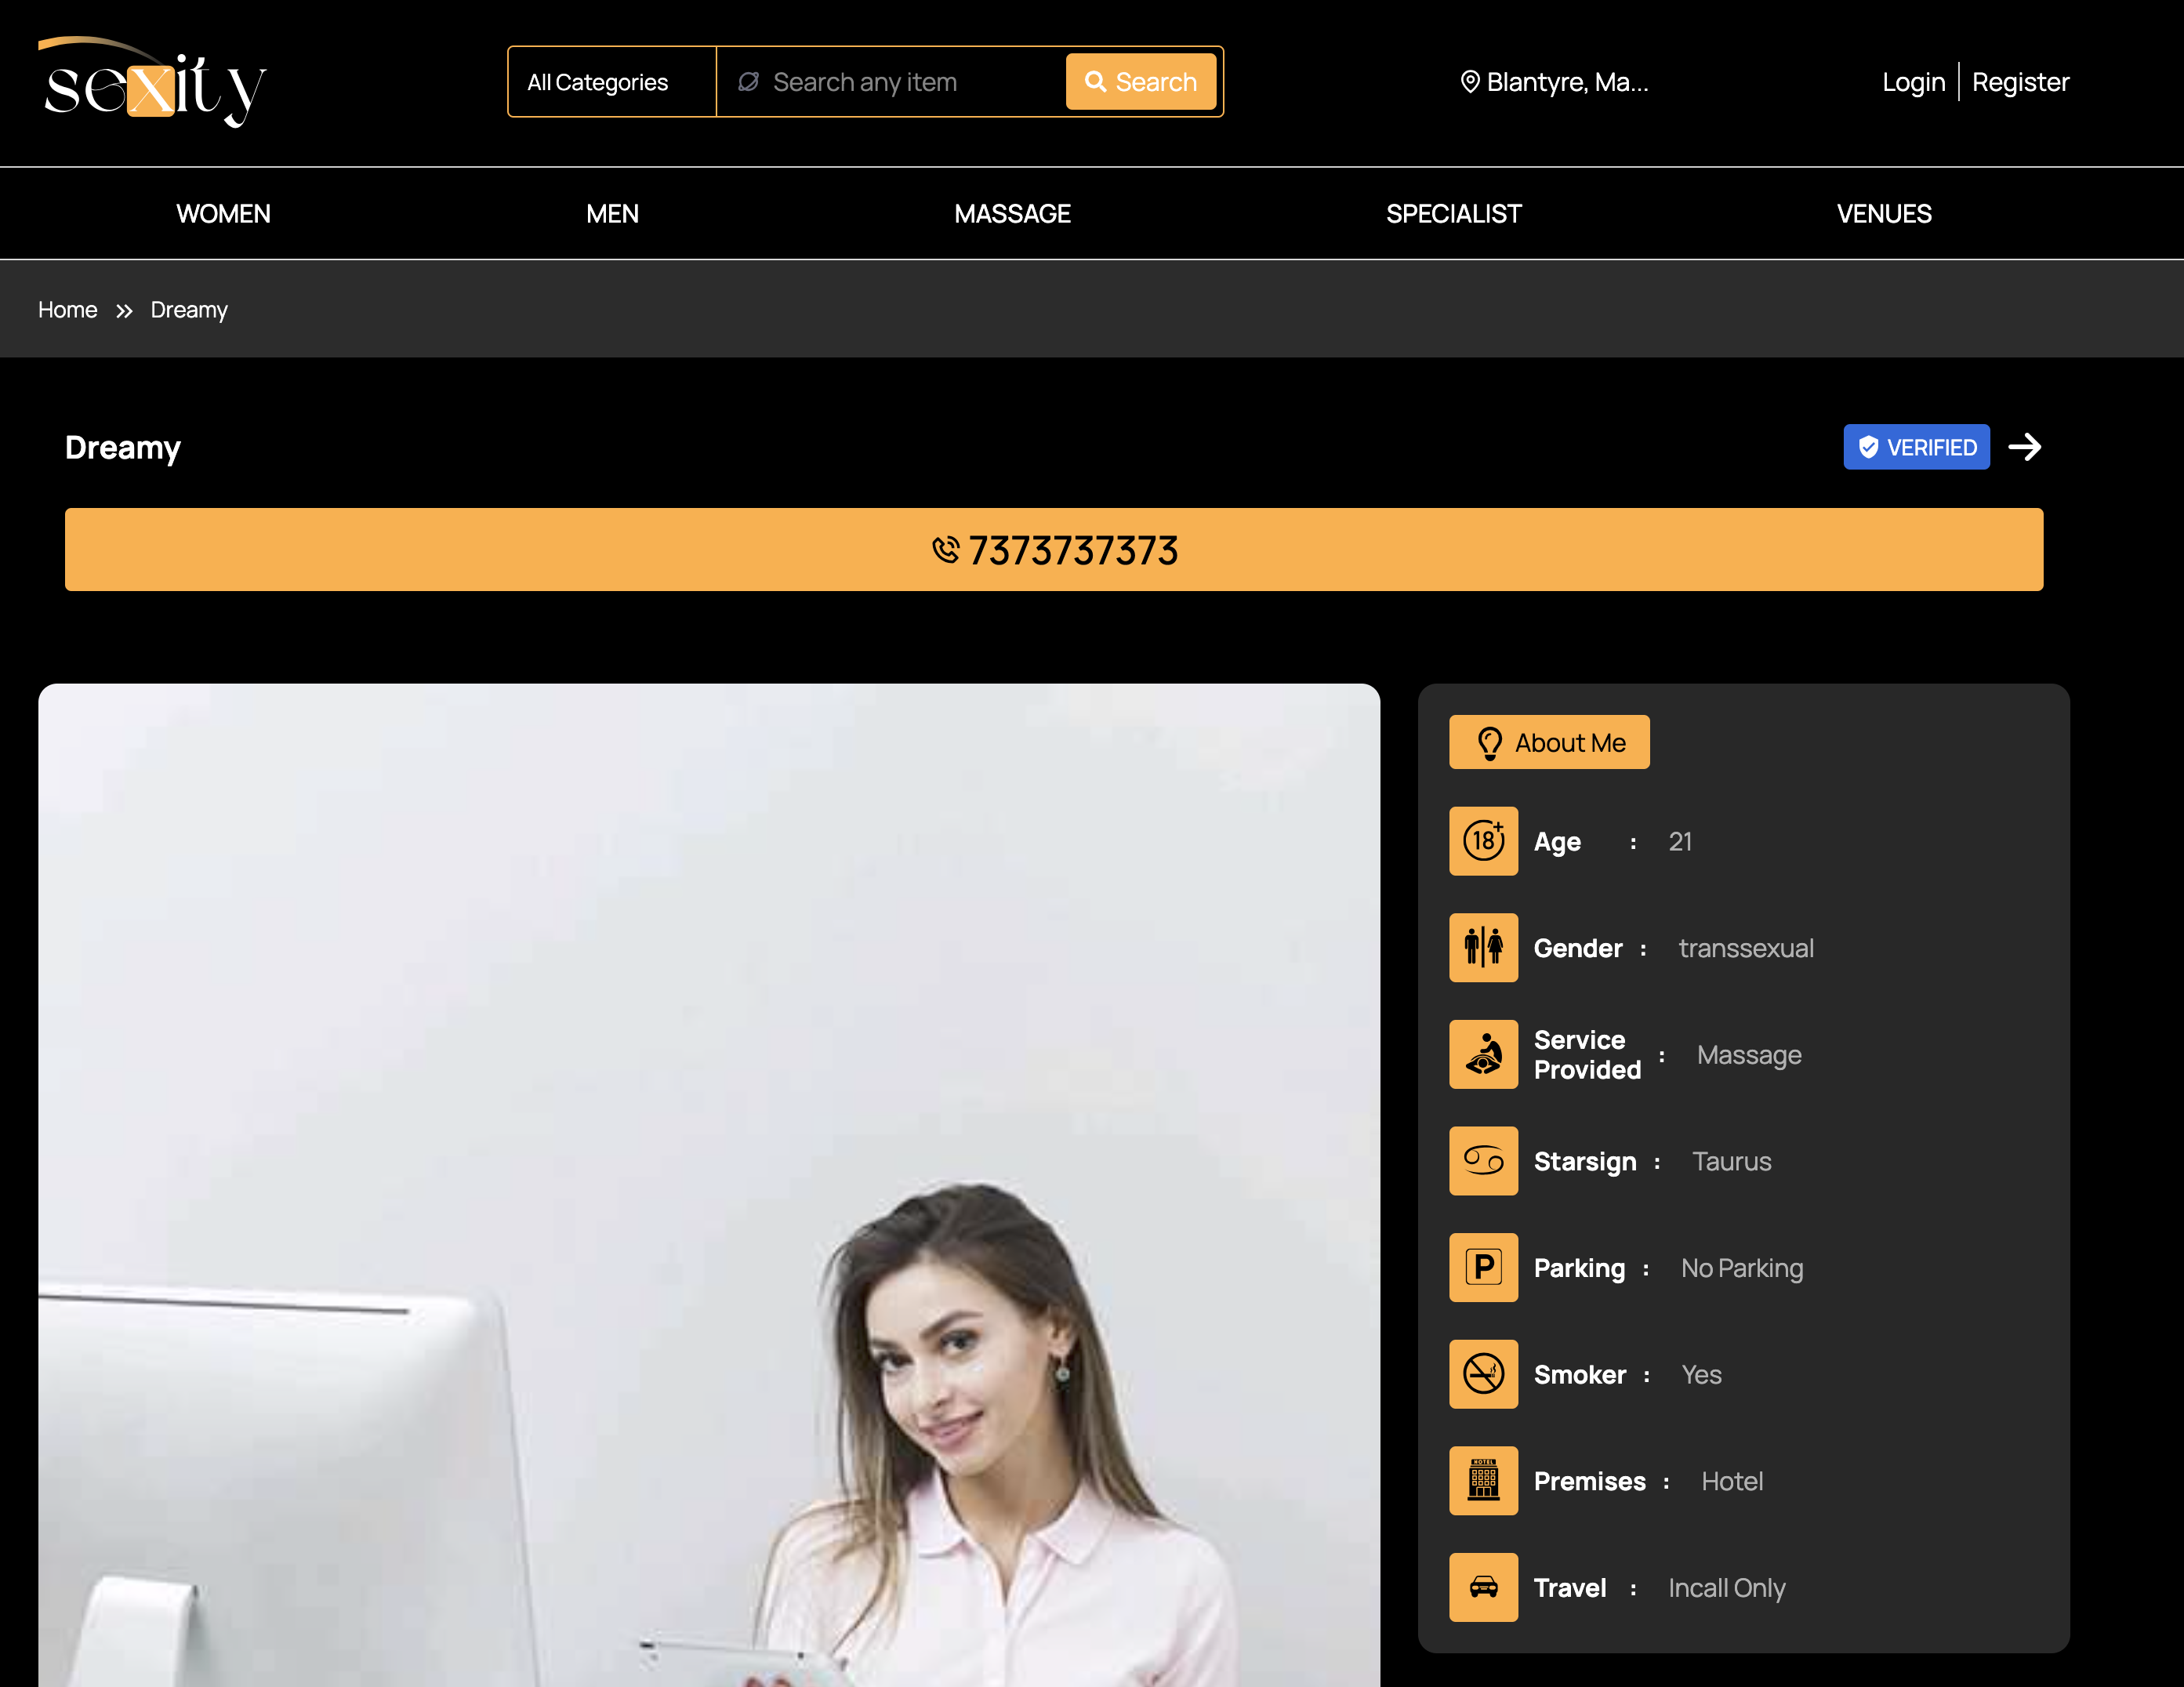 sexity
All Categories
Search any item
Search
Blantyre, Ma...
Login
Register
WOMEN
MEN
MASSAGE
SPECIALIST
VENUES
Home
Dreamy
Dreamy
VERIFIED
7373737373
About Me
18+
Age : 21
Gender : transsexual
Service
Provided : Massage
Starsign : Taurus
P
Parking : No Parking
Smoker : Yes
HOTEL
Premises : Hotel
Travel : Incall Only